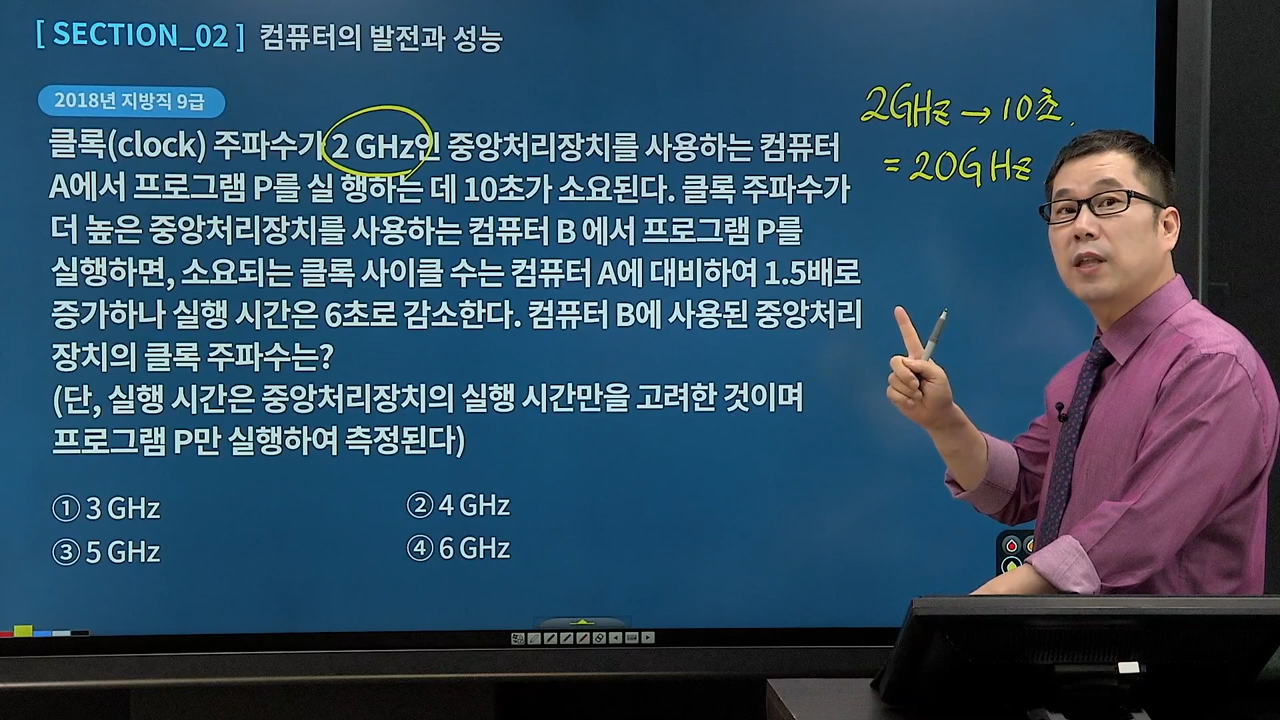 [ SECTION_02 ] 컴퓨터의 발전과 성능
2018년 지방직 9급
클록(clock) 주파수가 2 GHz인 중앙처리장치를 사용하는 컴퓨터
A에서 프로그램 P를 실 행하는 데 10초가 소요된다. 클록 주파수가
더 높은 중앙처리장치를 사용하는 컴퓨터 B 에서 프로그램 P를
실행하면, 소요되는 클록 사이클 수는 컴퓨터 A에 대비하여 1.5배로
증가하나 실행 시간은 6초로 감소한다. 컴퓨터 B에 사용된 중앙처리
장치의 클록 주파수는?
(단, 실행 시간은 중앙처리장치의 실행 시간만을 고려한 것이며
프로그램 P만 실행하여 측정된다)
① 3 GHz ② 4 GHz
③ 5 GHz ④ 6 GHz
2GHz → 10초.
= 20GHz